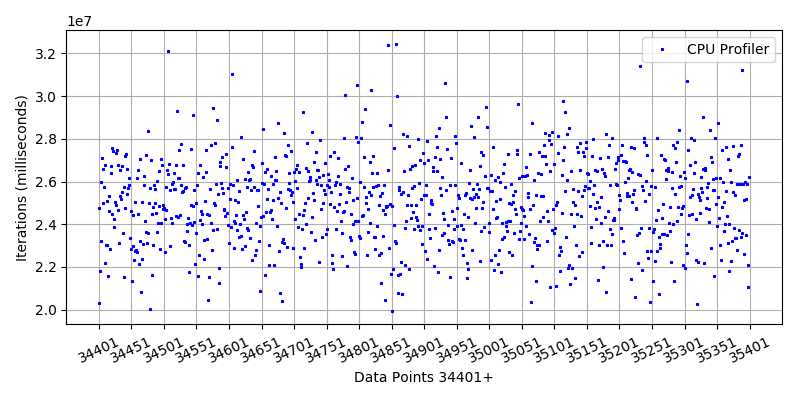 1e7
CPU Profiler
3.2
3.0
2.8
2.6
2.4
2.2
2.0
Iterations (milliseconds)
34401 34451 34501 34551 34601 34651 34701 34751 34801 34851 34901 34951 35001 35051 35101 35151 35201 35251 35301 35351 35401
Data Points 34401+